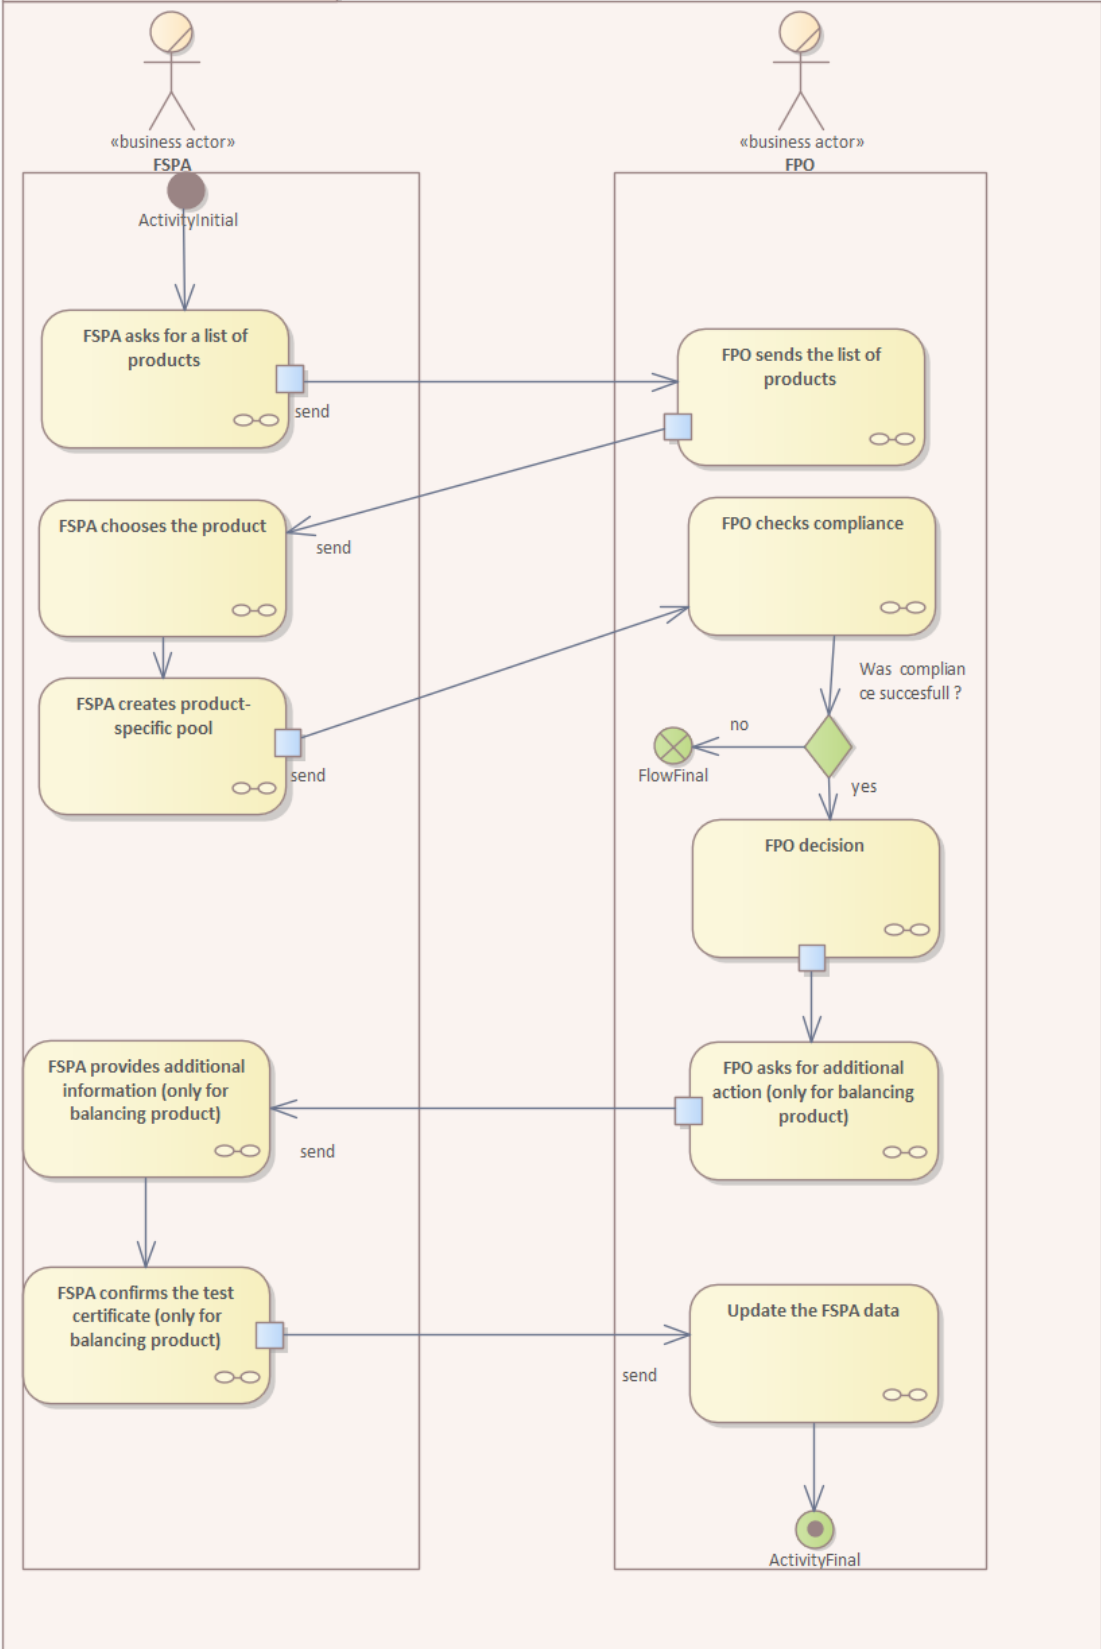 «business actor»
FSPA
«business actor»
FPO
ActivityInitial
FSPA asks for a list of
products
send
FPO sends the list of
products
send
FSPA chooses the product
FPO checks compliance
FSPA creates product-
specific pool
send
Was complian
ce succesfull ?
no
FlowFinal
yes
FPO decision
FPO asks for additional
action (only for balancing
product)
send
FSPA provides additional
information (only for
balancing product)
FSPA confirms the test
certificate (only for
balancing product)
send
Update the FSPA data
ActivityFinal